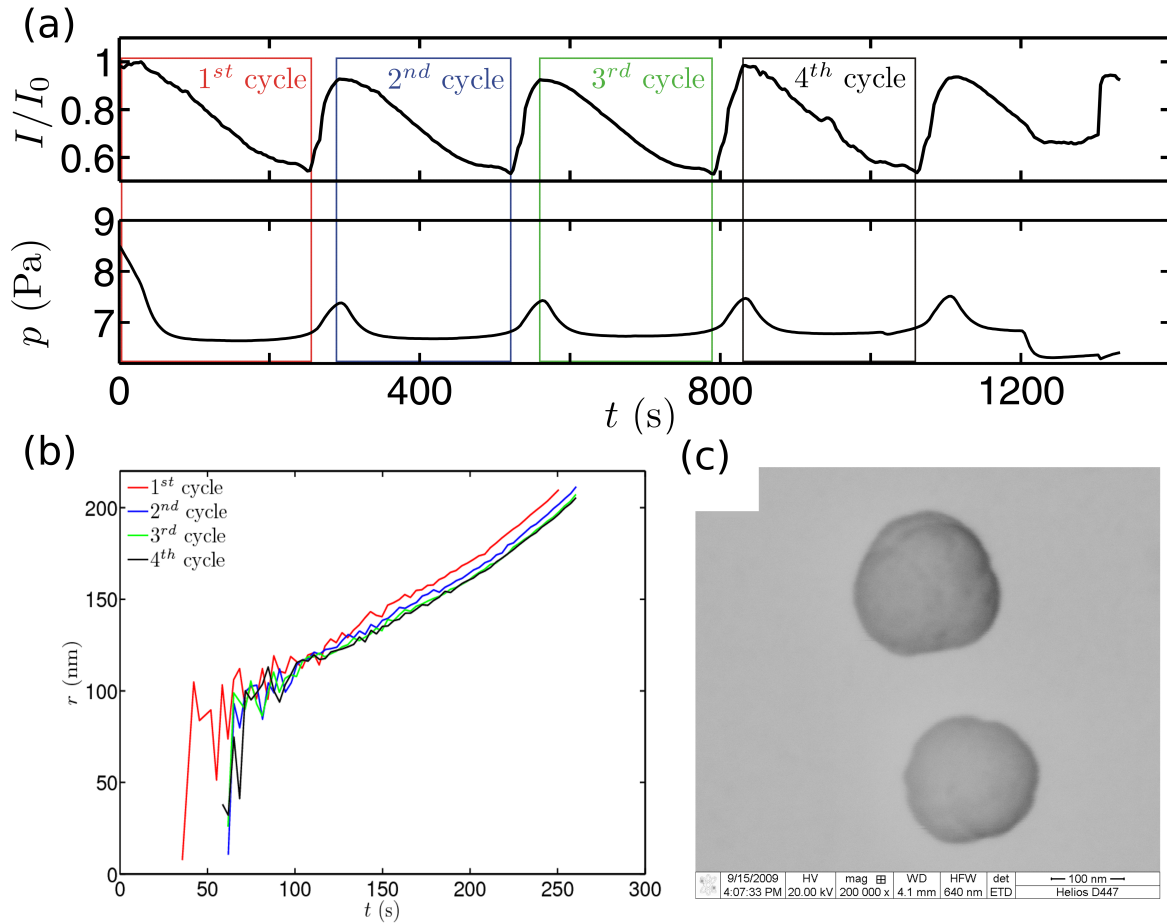 (a)
1
0.8
0.6
I/I₀
1ˢᵗ cycle
2ⁿᵈ cycle
3ʳᵈ cycle
4ᵗʰ cycle
9
8
7
p (Pa)
0 400 800 1200
t (s)
(b)
200
150
100
50
0
r (nm)
1ˢᵗ cycle
2ⁿᵈ cycle
3ʳᵈ cycle
4ᵗʰ cycle
0 50 100 150 200 250 300
t (s)
(c)
9/15/2009 HV mag WD HFW det 100 nm
4:07:33 PM 20.00 kV 200 000 x 4.1 mm 640 nm ETD Helios D447